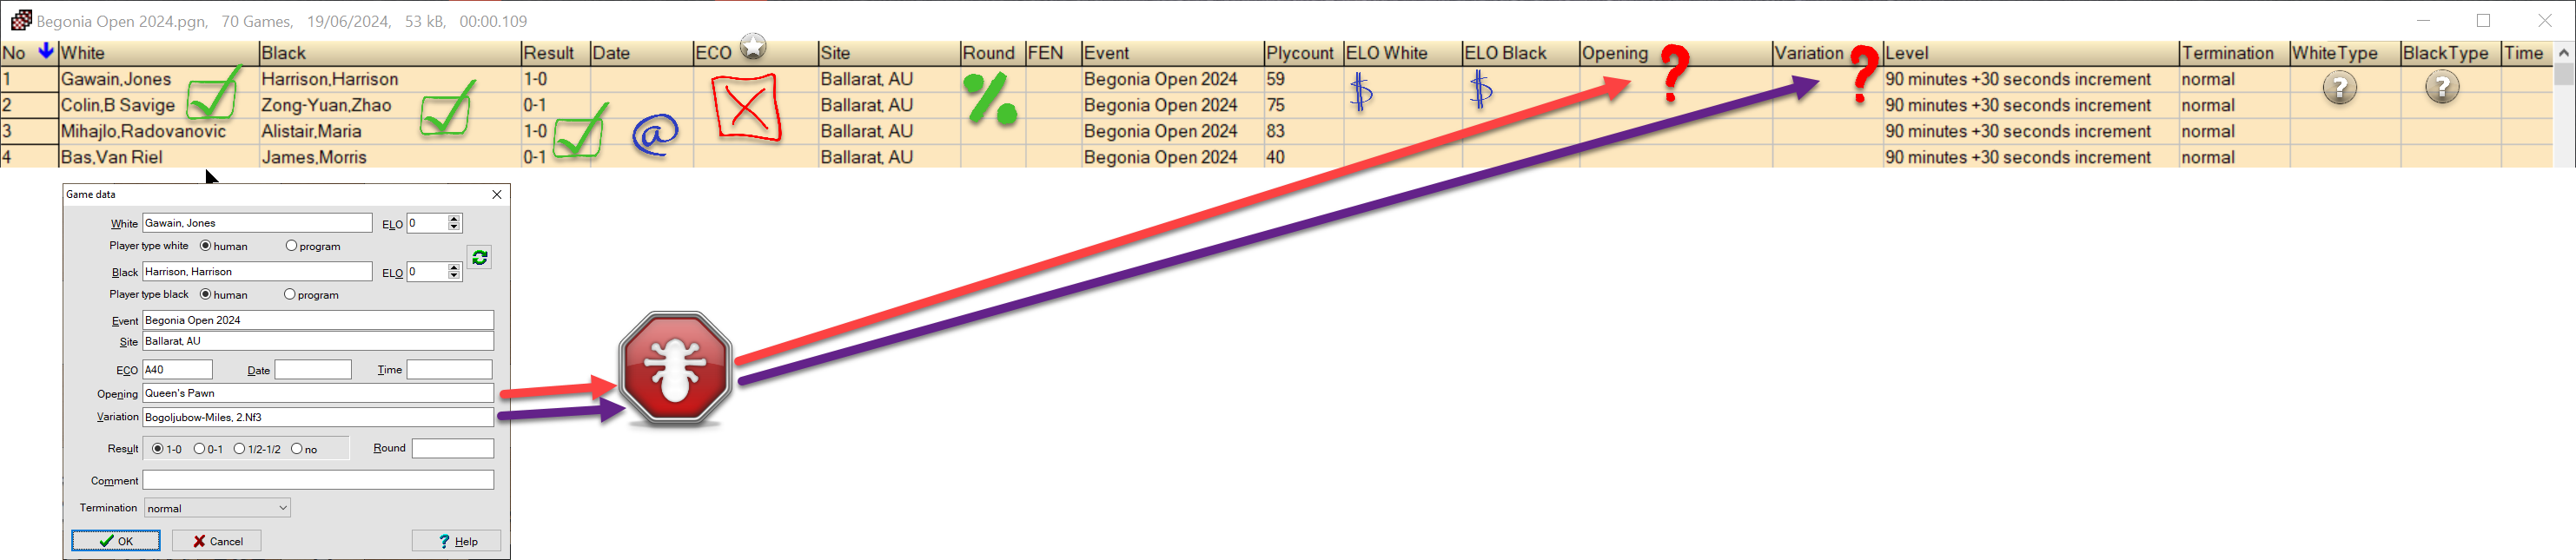 Begonia Open 2024.pgn,   70 Games,   19/06/2024,   53 kB,   00:00.109
No White Black Result Date ECO Site Round FEN Event Plycount ELO White ELO Black Opening ? Variation ? Level Termination WhiteType BlackType Time
1 Gawain,Jones Harrison,Harrison 1-0 Ballarat, AU % Begonia Open 2024 59 $ $ 90 minutes +30 seconds increment normal ? ?
2 Colin,B Savige Zong-Yuan,Zhao 0-1 Ballarat, AU Begonia Open 2024 75 90 minutes +30 seconds increment normal
3 Mihajlo,Radovanovic Alistair,Maria 1-0 @ Ballarat, AU Begonia Open 2024 83 90 minutes +30 seconds increment normal
4 Bas,Van Riel James,Morris 0-1 Ballarat, AU Begonia Open 2024 40 90 minutes +30 seconds increment normal
Game data
White Gawain, Jones ELO 0
Player type white human program
Black Harrison, Harrison ELO 0
Player type black human program
Event Begonia Open 2024
Site Ballarat, AU
ECO A40 Date Time
Opening Queen's Pawn
Variation Bogoljubow-Miles, 2.Nf3
Result 1-0 0-1 1/2-1/2 no Round
Comment
Termination normal
OK Cancel ? Help